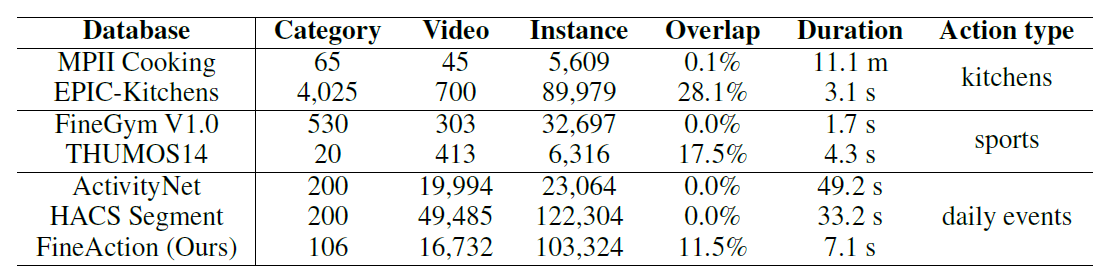 Database Category Video Instance Overlap Duration Action type
MPII Cooking 65 45 5,609 0.1% 11.1 m kitchens
EPIC-Kitchens 4,025 700 89,979 28.1% 3.1 s
FineGym V1.0 530 303 32,697 0.0% 1.7 s sports
THUMOS14 20 413 6,316 17.5% 4.3 s
ActivityNet 200 19,994 23,064 0.0% 49.2 s
HACS Segment 200 49,485 122,304 0.0% 33.2 s daily events
FineAction (Ours) 106 16,732 103,324 11.5% 7.1 s